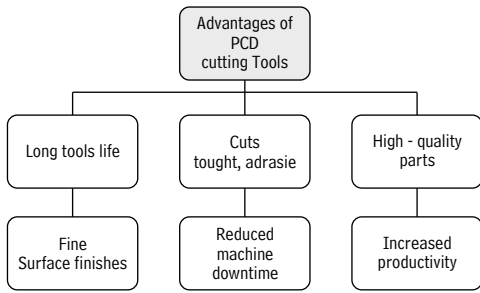 Advantages of
PCD
cutting Tools
Long tools life
Cuts
tought, adrasie
High - quality
parts
Fine
Surface finishes
Reduced
machine
downtime
Increased
productivity